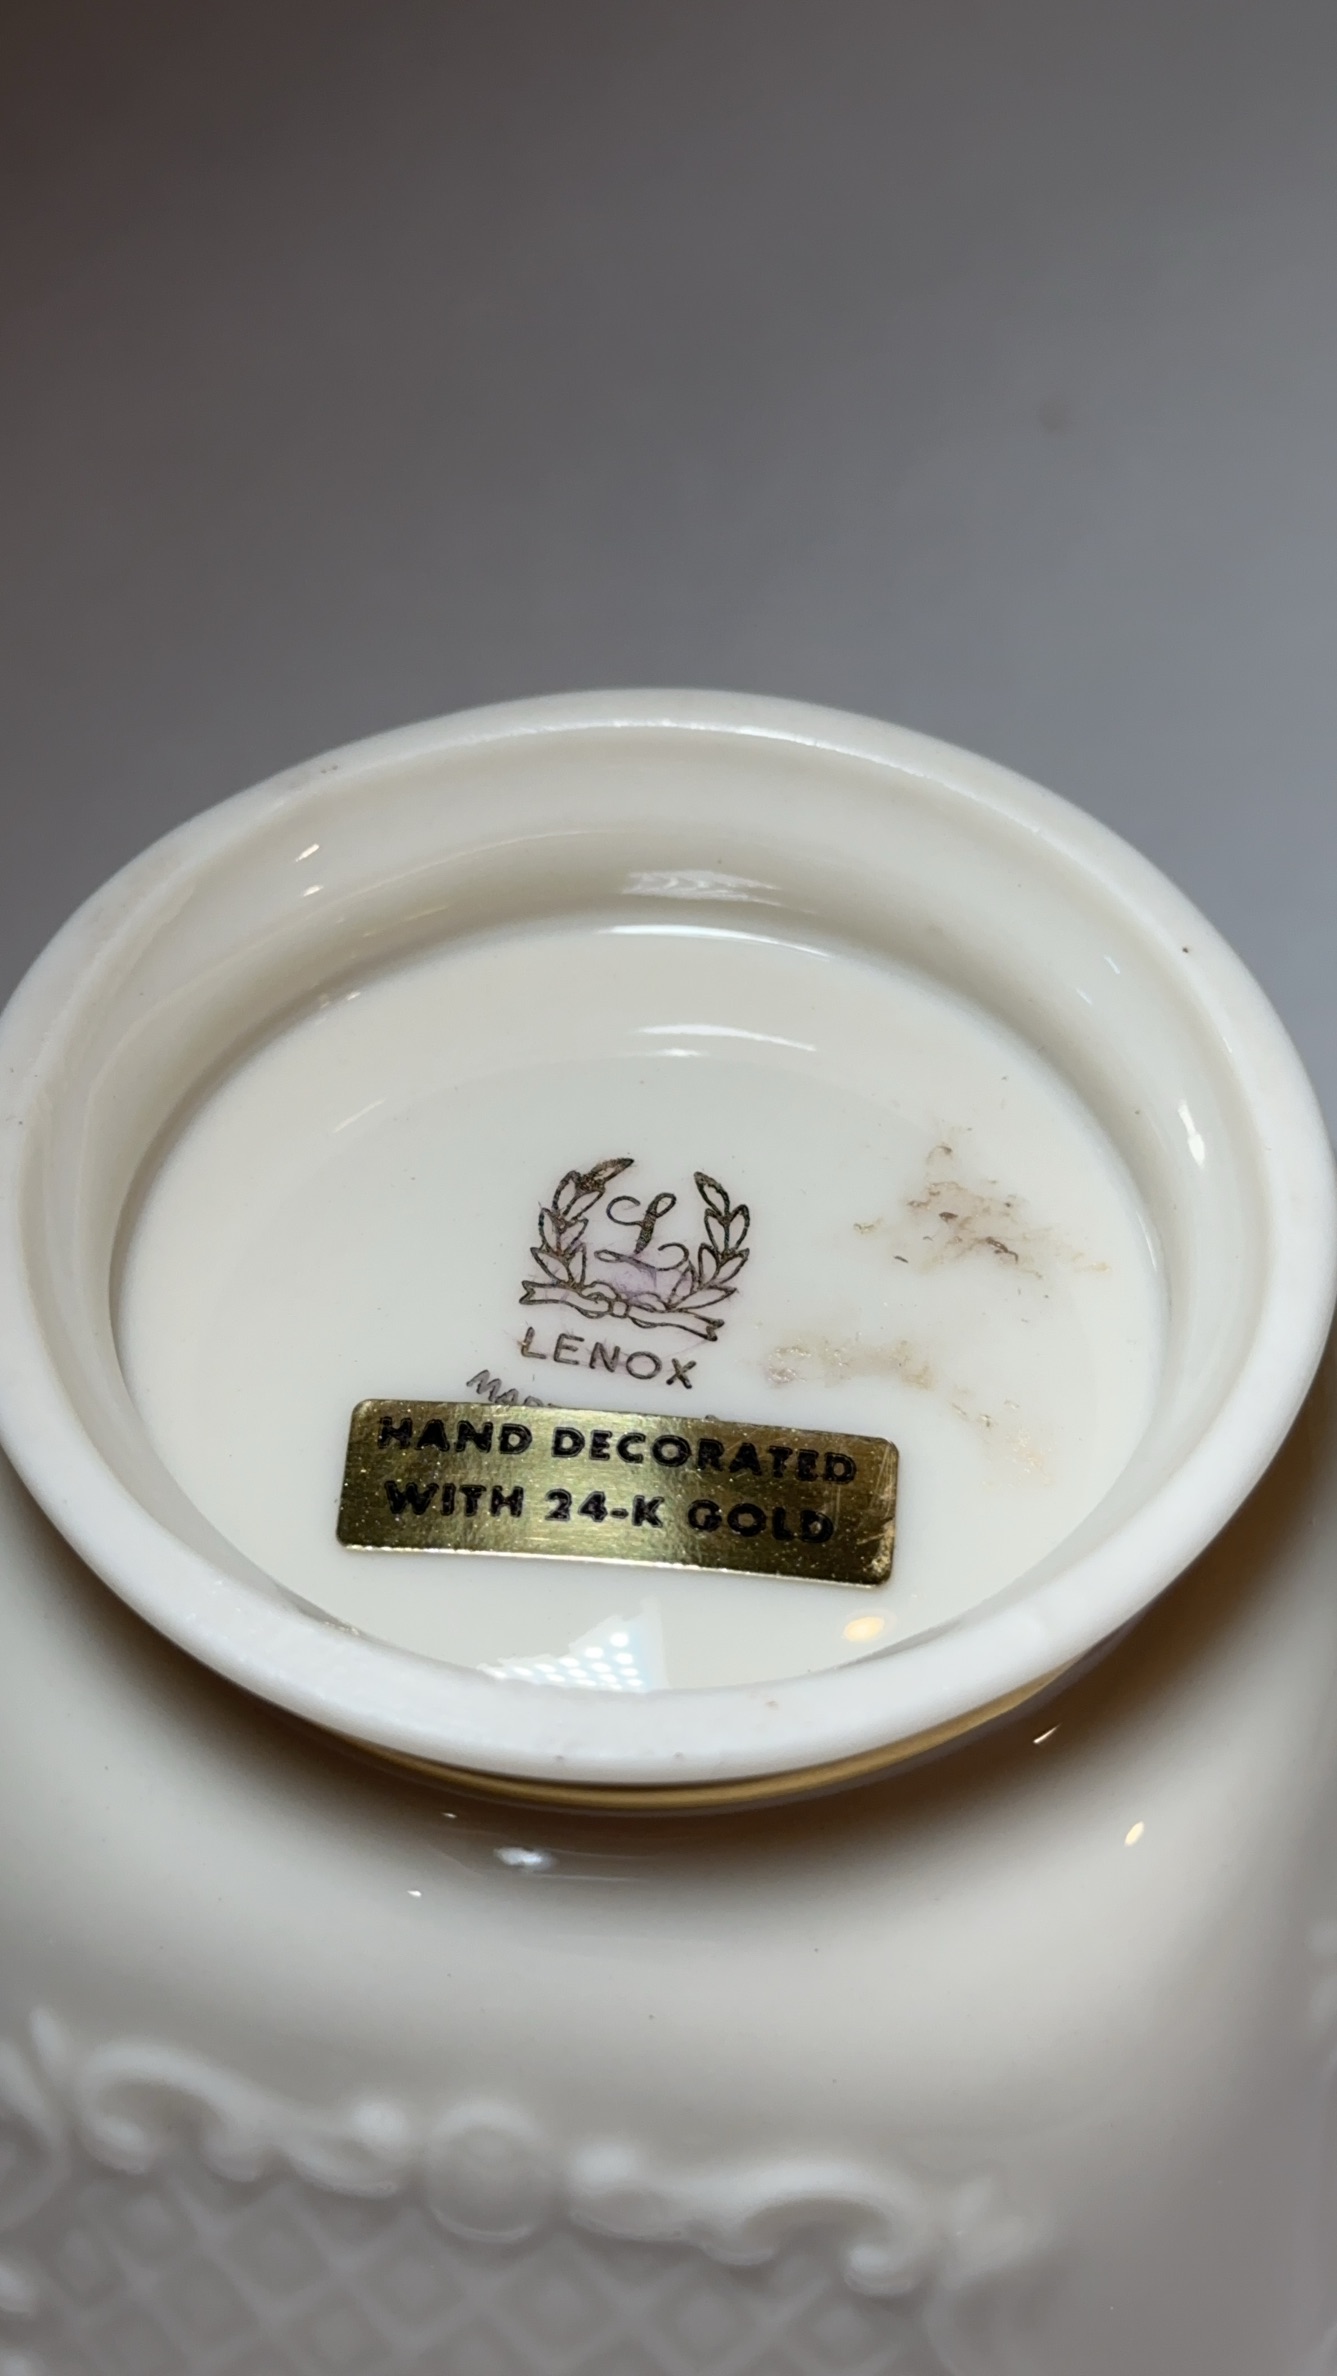 L
LENOX
HAND DECORATED
WITH 24-K GOLD